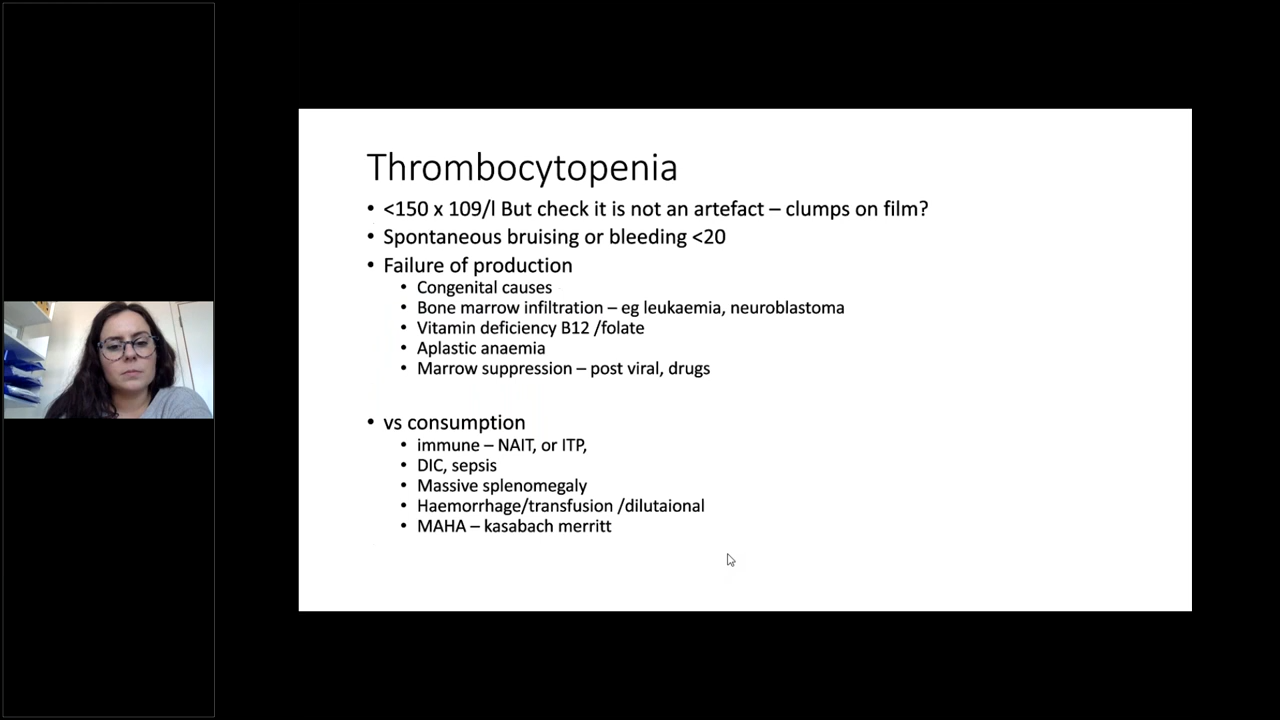 Thrombocytopenia
• <150 x 109/l But check it is not an artefact – clumps on film?
• Spontaneous bruising or bleeding <20
• Failure of production
• Congenital causes
• Bone marrow infiltration – eg leukaemia, neuroblastoma
• Vitamin deficiency B12 /folate
• Aplastic anaemia
• Marrow suppression – post viral, drugs
• vs consumption
• immune – NAIT, or ITP,
• DIC, sepsis
• Massive splenomegaly
• Haemorrhage/transfusion /dilutaional
• MAHA – kasabach merritt